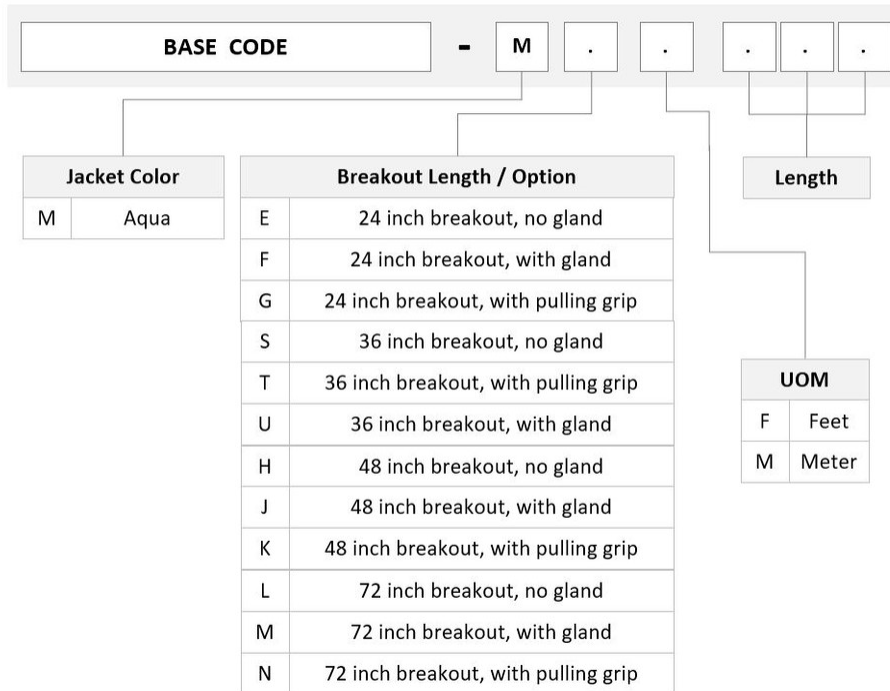 BASE CODE - M . . . . .
Jacket Color
M Aqua
Breakout Length / Option
E 24 inch breakout, no gland
F 24 inch breakout, with gland
G 24 inch breakout, with pulling grip
S 36 inch breakout, no gland
T 36 inch breakout, with pulling grip
U 36 inch breakout, with gland
H 48 inch breakout, no gland
J 48 inch breakout, with gland
K 48 inch breakout, with pulling grip
L 72 inch breakout, no gland
M 72 inch breakout, with gland
N 72 inch breakout, with pulling grip
Length
UOM
F Feet
M Meter